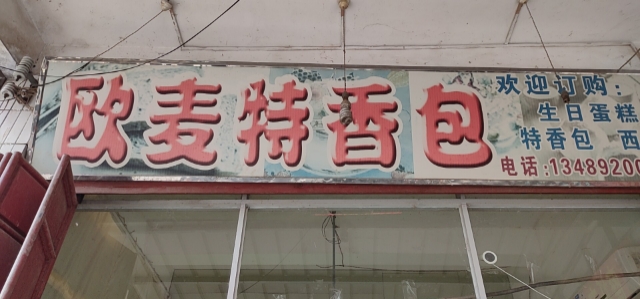 欧麦特香包
欢迎订购：
生日蛋糕
特香包 西
电话:13489200